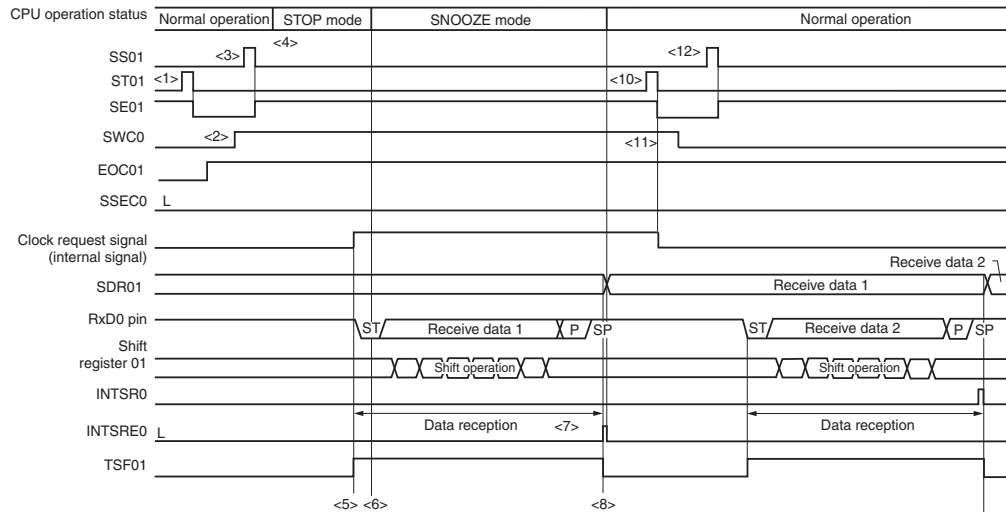 CPU operation status
Normal operation
STOP mode
SNOOZE mode
Normal operation
<4>
SS01
<3>
<12>
ST01
<1>
<10>
SE01
SWC0
<2>
<11>
EOC01
SSEC0
L
Clock request signal
(internal signal)
Receive data 2
SDR01
Receive data 1
RxD0 pin
ST
Receive data 1
P
SP
ST
Receive data 2
P
SP
Shift
register 01
Shift operation
Shift operation
INTSR0
Data reception
<7>
Data reception
INTSRE0
L
TSF01
<5>
<6>
<8>